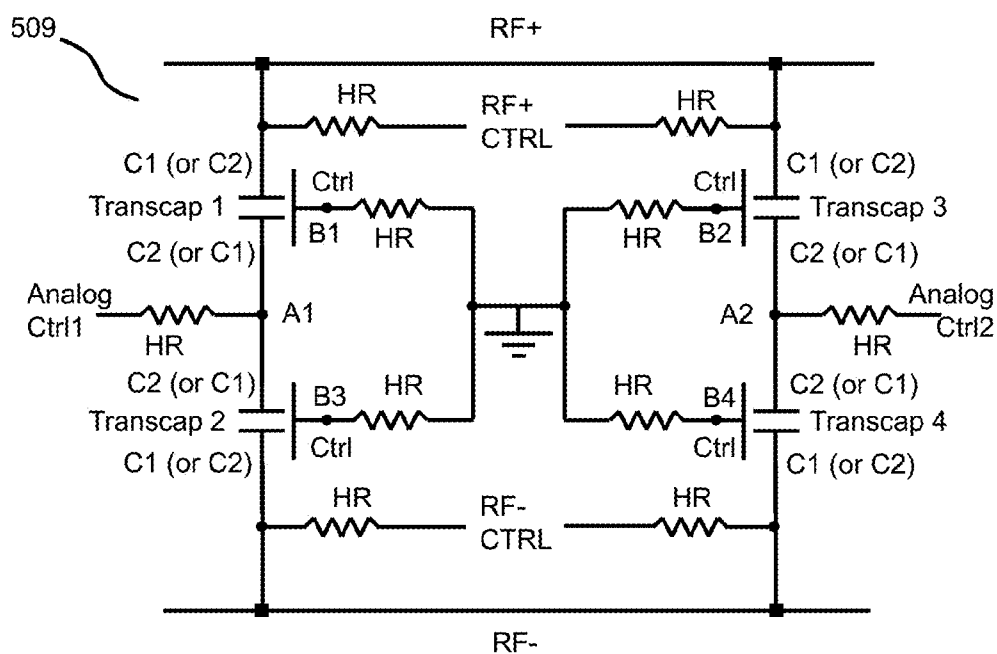 509
RF+
HR
RF+
CTRL
HR
C1 (or C2)
Ctrl
Ctrl
C1 (or C2)
Transcap 1
B1
HR
HR
B2
Transcap 3
C2 (or C1)
C2 (or C1)
Analog
Ctrl1
HR
A1
A2
HR
Analog
Ctrl2
C2 (or C1)
B3
HR
HR
B4
C2 (or C1)
Transcap 2
Ctrl
Ctrl
Transcap 4
C1 (or C2)
C1 (or C2)
HR
RF-
CTRL
HR
RF-